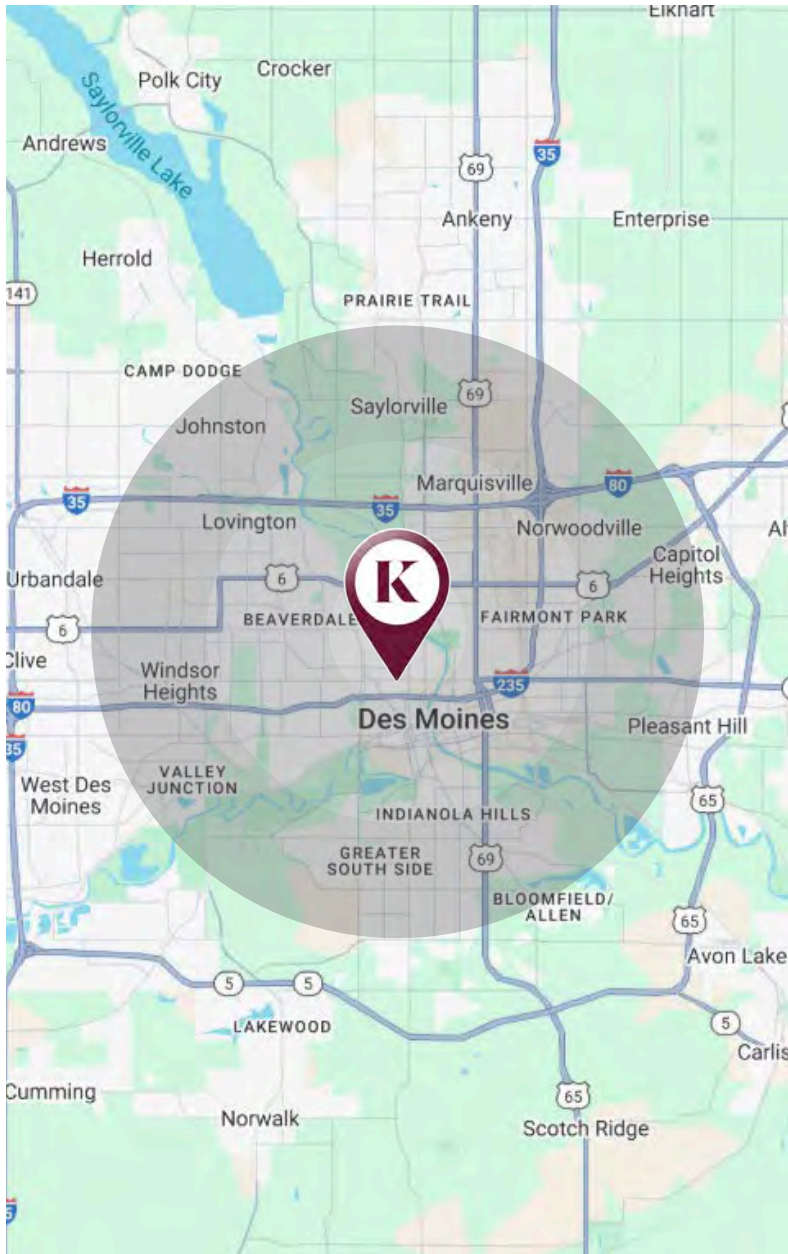 Elkhart
Crocker
Polk City
Saylorville Lake
Andrews
35
69
Ankeny
Enterprise
Herrold
141
PRAIRIE TRAIL
CAMP DODGE
69
Saylorville
Johnston
Marquisville
80
35
35
Lovington
Norwoodville
Capitol
Heights
K
Urbandale
6
6
BEAVERDALE
FAIRMONT PARK
6
Clive
Windsor
Heights
235
80
Des Moines
Pleasant Hill
35
VALLEY
JUNCTION
West Des
Moines
65
INDIANOLA HILLS
GREATER
SOUTH SIDE
69
BLOOMFIELD/
ALLEN
65
Avon Lake
5
5
LAKEWOOD
5
Carlis
Cumming
65
Norwalk
Scotch Ridge
5